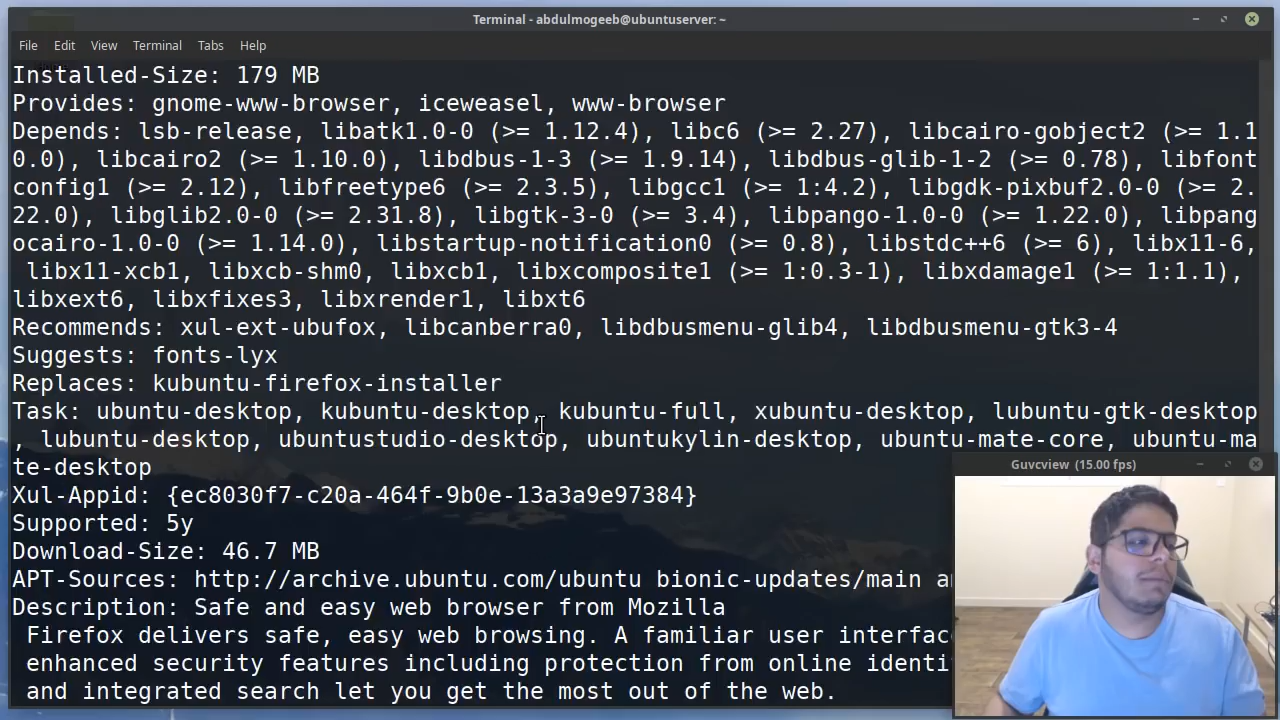 Terminal - abdulmogeeb@ubuntuserver: ~
File Edit View Terminal Tabs Help
Installed-Size: 179 MB
Provides: gnome-www-browser, iceweasel, www-browser
Depends: lsb-release, libatk1.0-0 (>= 1.12.4), libc6 (>= 2.27), libcairo-gobject2 (>= 1.1
0.0), libcairo2 (>= 1.10.0), libdbus-1-3 (>= 1.9.14), libdbus-glib-1-2 (>= 0.78), libfont
config1 (>= 2.12), libfreetype6 (>= 2.3.5), libgcc1 (>= 1:4.2), libgdk-pixbuf2.0-0 (>= 2.
22.0), libglib2.0-0 (>= 2.31.8), libgtk-3-0 (>= 3.4), libpango-1.0-0 (>= 1.22.0), libpang
ocairo-1.0-0 (>= 1.14.0), libstartup-notification0 (>= 0.8), libstdc++6 (>= 6), libx11-6,
libx11-xcb1, libxcb-shm0, libxcb1, libxcomposite1 (>= 1:0.3-1), libxdamage1 (>= 1:1.1),
libxext6, libxfixes3, libxrender1, libxt6
Recommends: xul-ext-ubufox, libcanberra0, libdbusmenu-glib4, libdbusmenu-gtk3-4
Suggests: fonts-lyx
Replaces: kubuntu-firefox-installer
Task: ubuntu-desktop, kubuntu-desktop, kubuntu-full, xubuntu-desktop, lubuntu-gtk-desktop
, lubuntu-desktop, ubuntustudio-desktop, ubuntukylin-desktop, ubuntu-mate-core, ubuntu-ma
te-desktop
Xul-Appid: {ec8030f7-c20a-464f-9b0e-13a3a9e97384}
Supported: 5y
Download-Size: 46.7 MB
APT-Sources: http://archive.ubuntu.com/ubuntu bionic-updates/main
Description: Safe and easy web browser from Mozilla
Firefox delivers safe, easy web browsing. A familiar user interfac
enhanced security features including protection from online identi
and integrated search let you get the most out of the web.
Guvcview (15.00 fps)